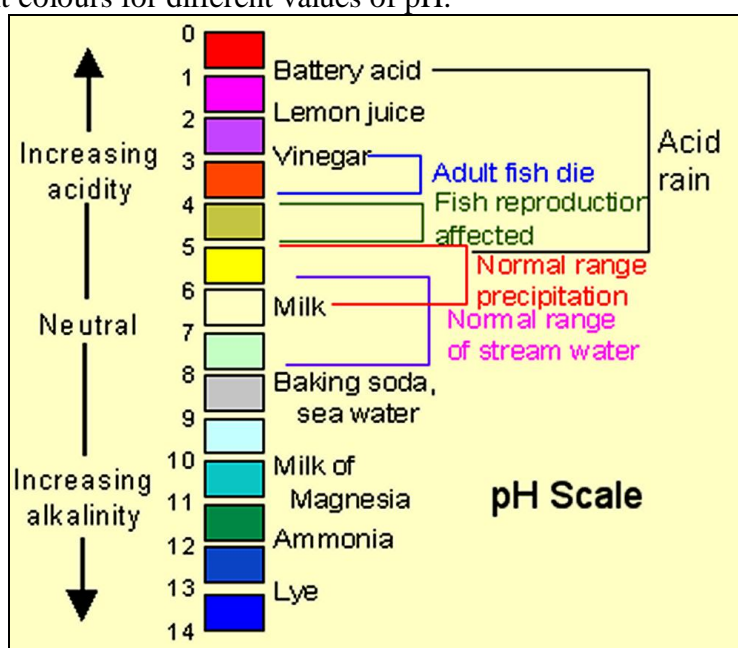 t colours for different values of pH.
0
1
Battery acid
2
Lemon juice
Increasing
acidity
3
Vinegar
Adult fish die
Acid
rain
4
Fish reproduction
affected
5
Normal range
precipitation
6
Milk
Neutral
7
Normal range
of stream water
8
Baking soda,
sea water
9
10
Milk of
Magnesia
Increasing
alkalinity
11
pH Scale
Ammonia
12
13
Lye
14